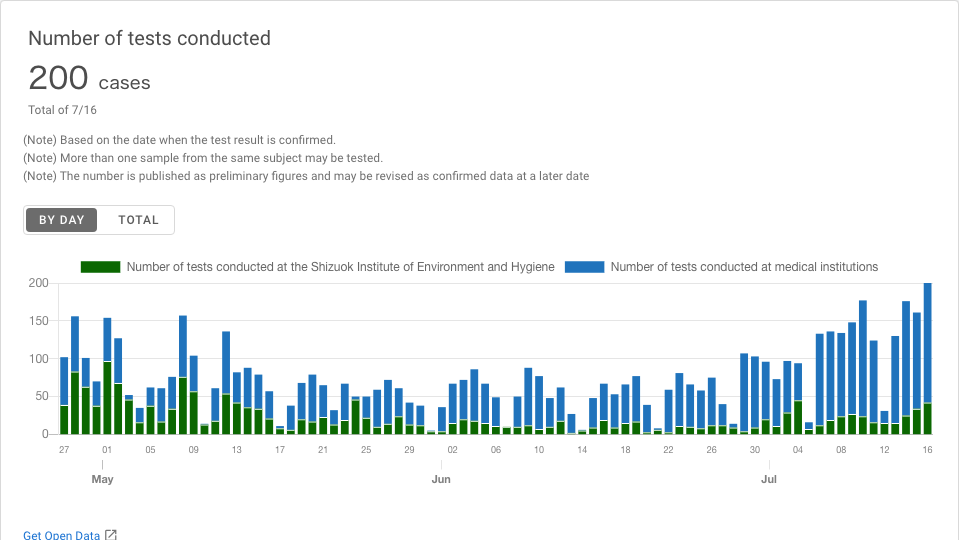 Number of tests conducted
200 cases
Total of 7/16
(Note) Based on the date when the test result is confirmed.
(Note) More than one sample from the same subject may be tested.
(Note) The number is published as preliminary figures and may be revised as confirmed data at a later date
BY DAY TOTAL
Number of tests conducted at the Shizuok Institute of Environment and Hygiene Number of tests conducted at medical institutions
200
150
100
50
0
27 01 05 09 13 17 21 25 29 02 06 10 14 18 22 26 30 04 08 12 16
May Jun Jul
Get Open Data